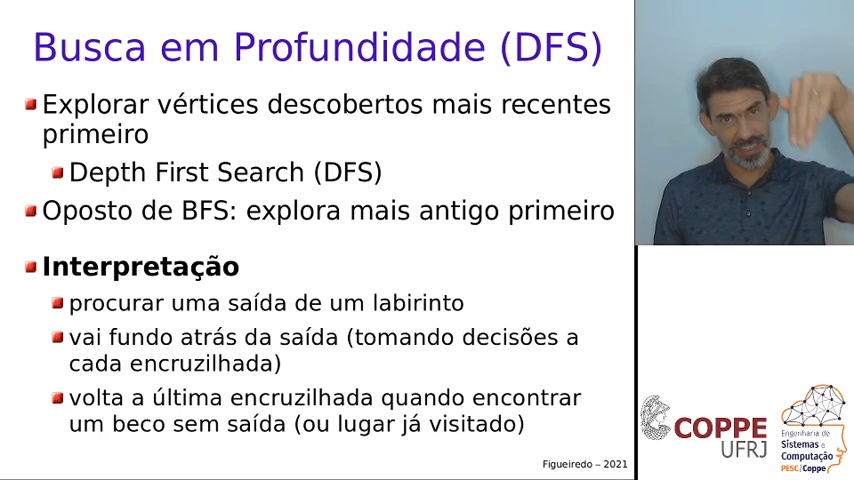 Busca em Profundidade (DFS)
Explorar vértices descobertos mais recentes
primeiro
Depth First Search (DFS)
Oposto de BFS: explora mais antigo primeiro
Interpretação
procurar uma saída de um labirinto
vai fundo atrás da saída (tomando decisões a
cada encruzilhada)
volta a última encruzilhada quando encontrar
um beco sem saída (ou lugar já visitado)
Figueiredo – 2021
COPPE
UFRJ
Engenharia de
Sistemas e
Computação
PESC/Coppe